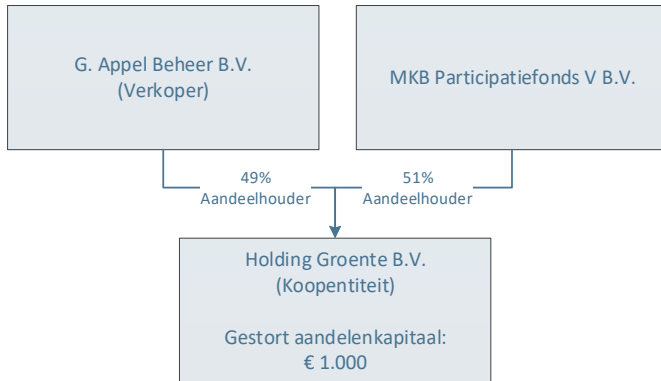 G. Appel Beheer B.V.
(Verkoper)
MKB Participatiefonds V B.V.
49%
Aandeelhouder
51%
Aandeelhouder
Holding Groente B.V.
(Koopentiteit)
Gestort aandelenkapitaal:
€ 1.000